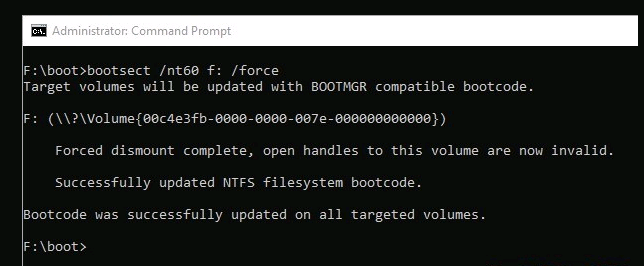 C:\. Administrator: Command Prompt
F:\boot>bootsect /nt60 f: /force
Target volumes will be updated with BOOTMGR compatible bootcode.
F: (\\?\Volume{00c4e3fb-0000-0000-007e-000000000000})
Forced dismount complete, open handles to this volume are now invalid.
Successfully updated NTFS filesystem bootcode.
Bootcode was successfully updated on all targeted volumes.
F:\boot>